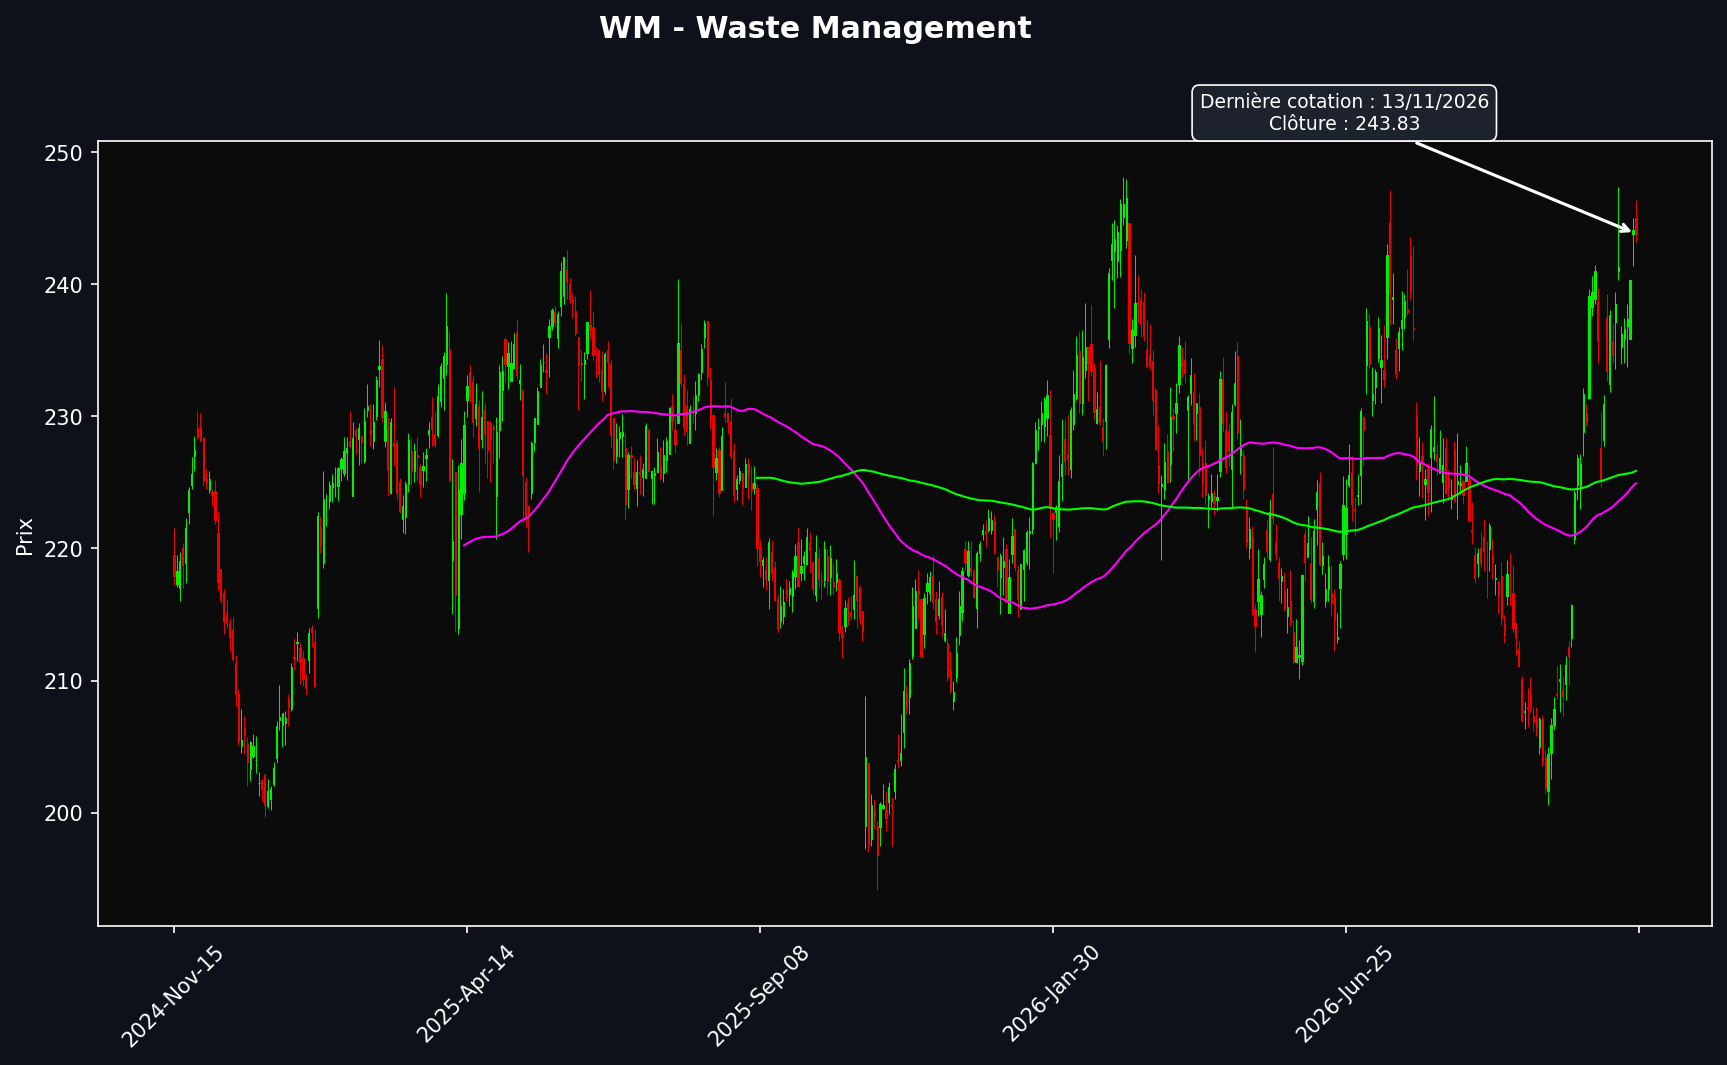 WM - Waste Management
Dernière cotation : 13/11/2026
Clôture : 243.83
250
240
230
220
210
200
Prix
2024-Nov-15
2025-Apr-14
2025-Sep-08
2026-Jan-30
2026-Jun-25